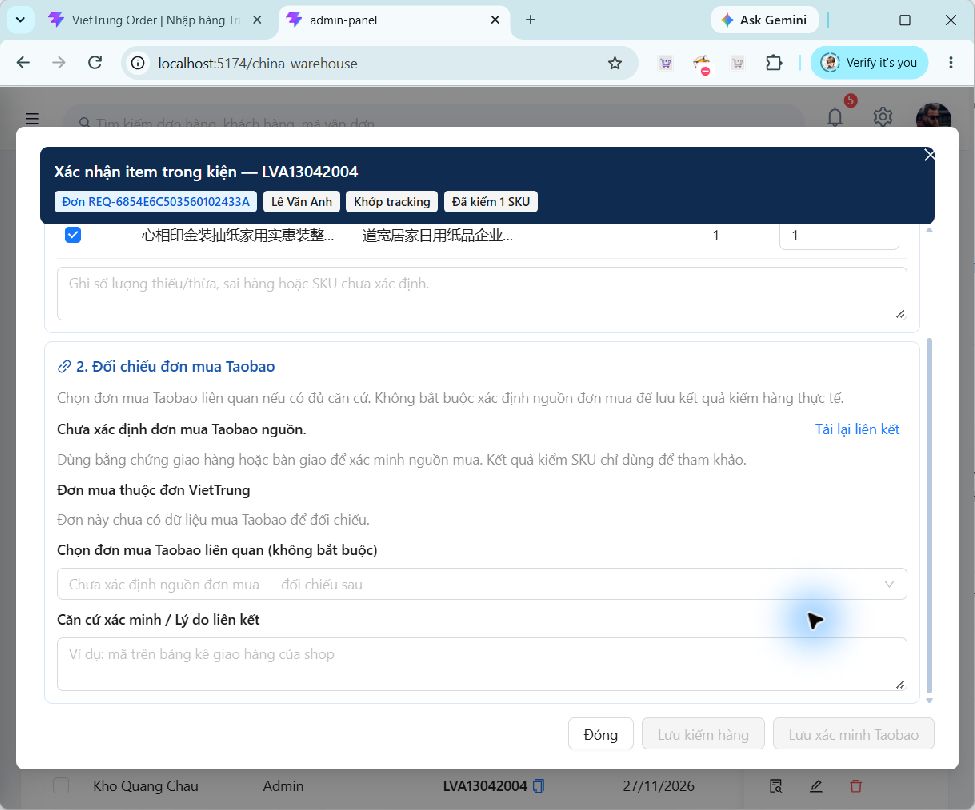 VietTrung Order | Nhập hàng Tr
admin-panel
Ask Gemini
localhost:5174/china-warehouse
Verify it's you
Tìm kiếm đơn hàng, khách hàng, mã vận đơn
5
Xác nhận item trong kiện — LVA13042004
Đơn REQ-6854E6C503560102433A
Lê Văn Anh
Khóp tracking
Đã kiểm 1 SKU
心相印金装抽纸家用实惠装整...
道宽居家日用纸品企业...
1
1
Ghi số lượng thiếu/thừa, sai hàng hoặc SKU chưa xác định.
2. Đối chiếu đơn mua Taobao
Chọn đơn mua Taobao liên quan nếu có đủ căn cứ. Không bắt buộc xác định nguồn đơn mua để lưu kết quả kiểm hàng thực tế.
Chưa xác định đơn mua Taobao nguồn.
Tải lại liên kết
Dùng bằng chứng giao hàng hoặc bàn giao để xác minh nguồn mua. Kết quả kiểm SKU chỉ dùng để tham khảo.
Đơn mua thuộc đơn VietTrung
Đơn này chưa có dữ liệu mua Taobao để đối chiếu.
Chọn đơn mua Taobao liên quan (không bắt buộc)
Chưa xác định nguồn đơn mua đối chiếu sau
Căn cứ xác minh / Lý do liên kết
Ví dụ: mã trên bảng kê giao hàng của shop
Đóng
Lưu kiểm hàng
Lưu xác minh Taobao
Kho Quang Chau
Admin
LVA13042004
27/11/2026